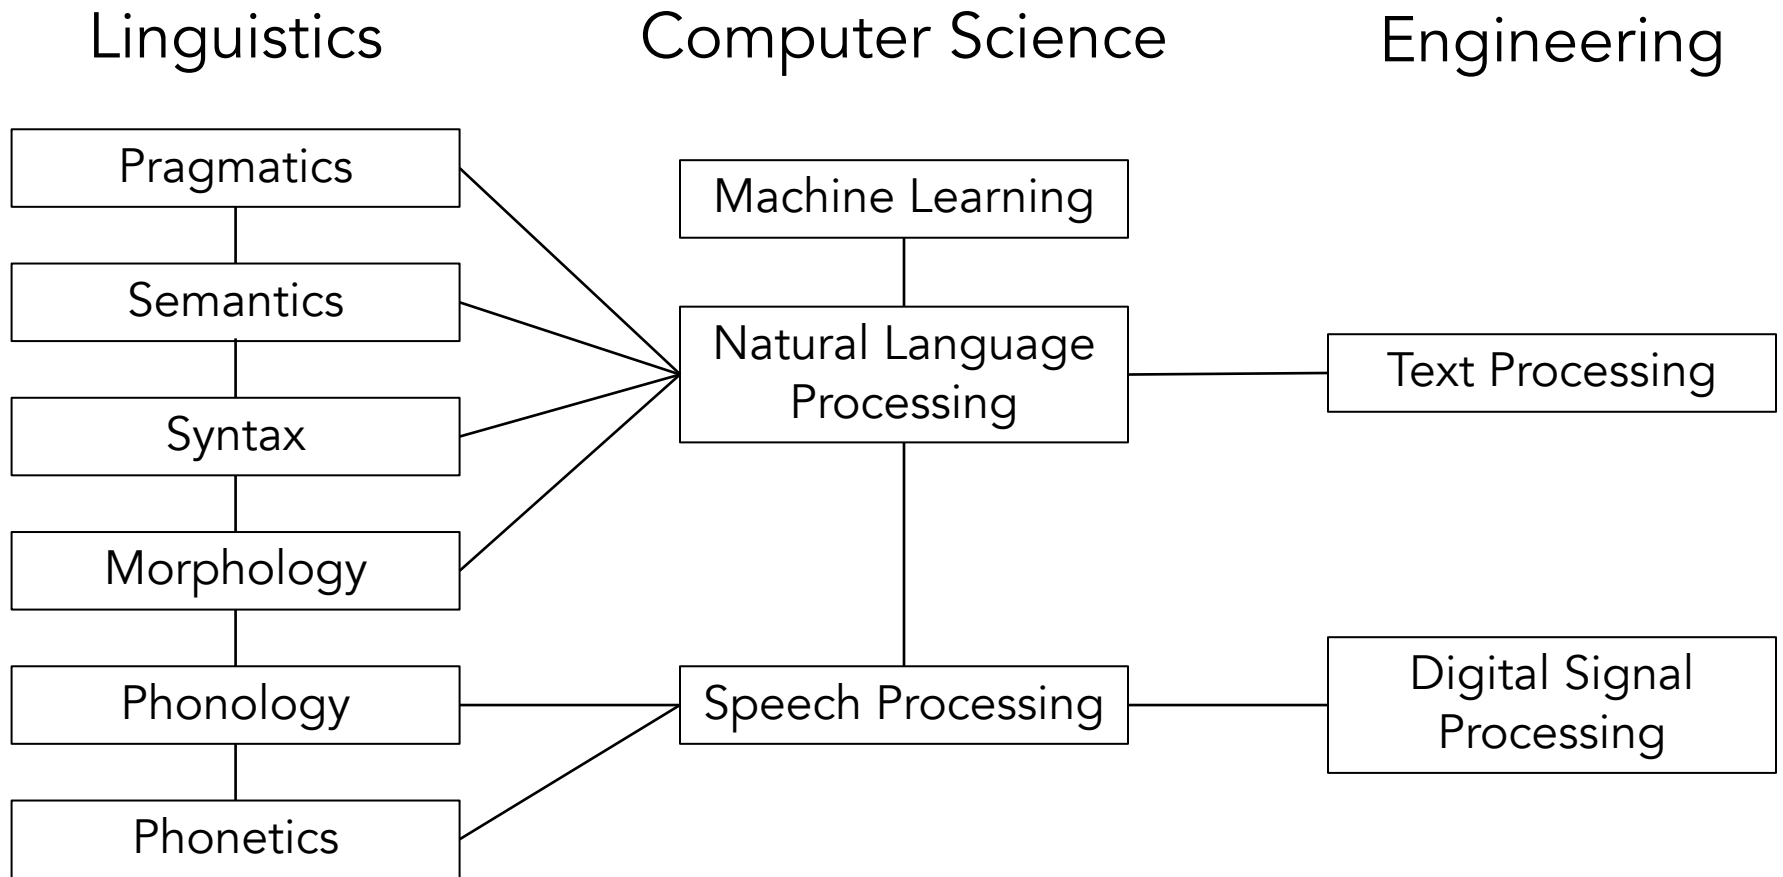 Linguistics
Computer Science
Engineering
Pragmatics
Semantics
Syntax
Morphology
Phonology
Phonetics
Machine Learning
Natural Language
Processing
Speech Processing
Text Processing
Digital Signal
Processing